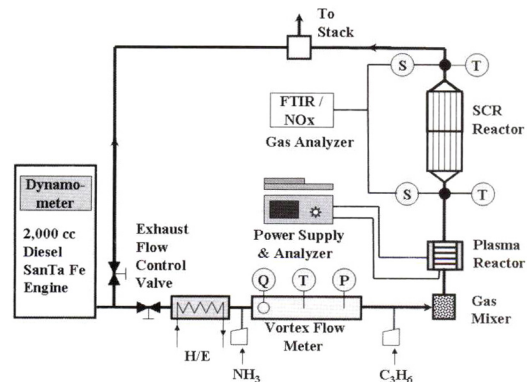 To
Stack
S
T
FTIR /
NOx
Gas Analyzer
SCR
Reactor
S
T
Dynamo-
meter
2,000 cc
Diesel
SanTa Fe
Engine
Exhaust
Flow
Control
Valve
Power Supply
& Analyzer
Plasma
Reactor
Q
T
P
Vortex Flow
Meter
Gas
Mixer
H/E
NH3
C3H6